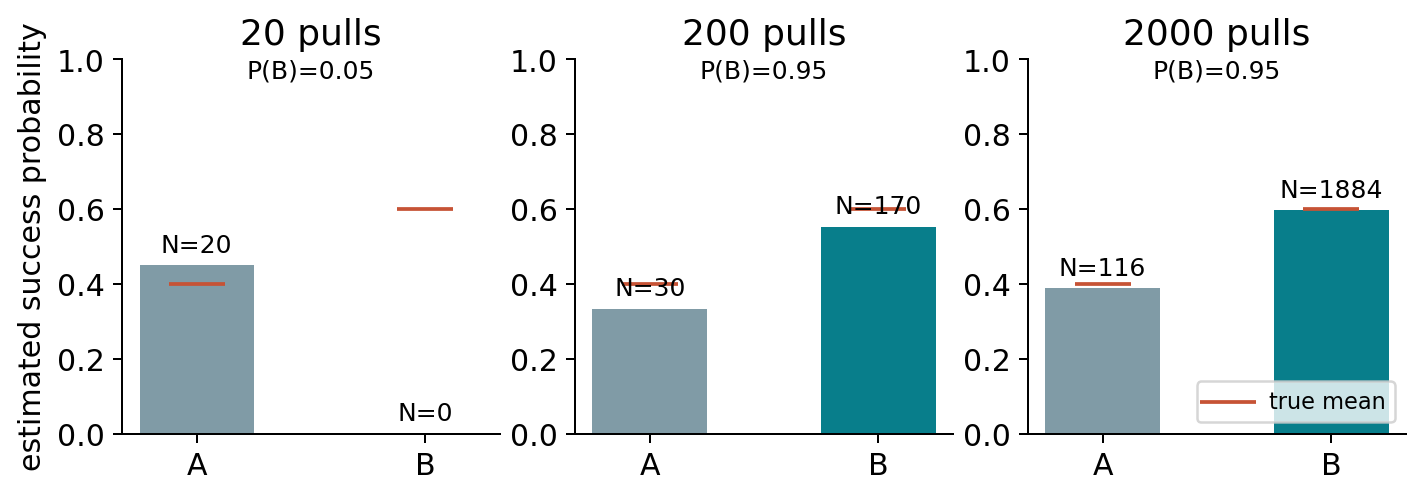 20 pulls
200 pulls
2000 pulls
estimated success probability
1.0
0.8
0.6
0.4
0.2
0.0
P(B)=0.05
N=20
N=0
A
B
1.0
0.8
0.6
0.4
0.2
0.0
P(B)=0.95
N=170
N=30
A
B
1.0
0.8
0.6
0.4
0.2
0.0
P(B)=0.95
N=1884
N=116
true mean
A
B